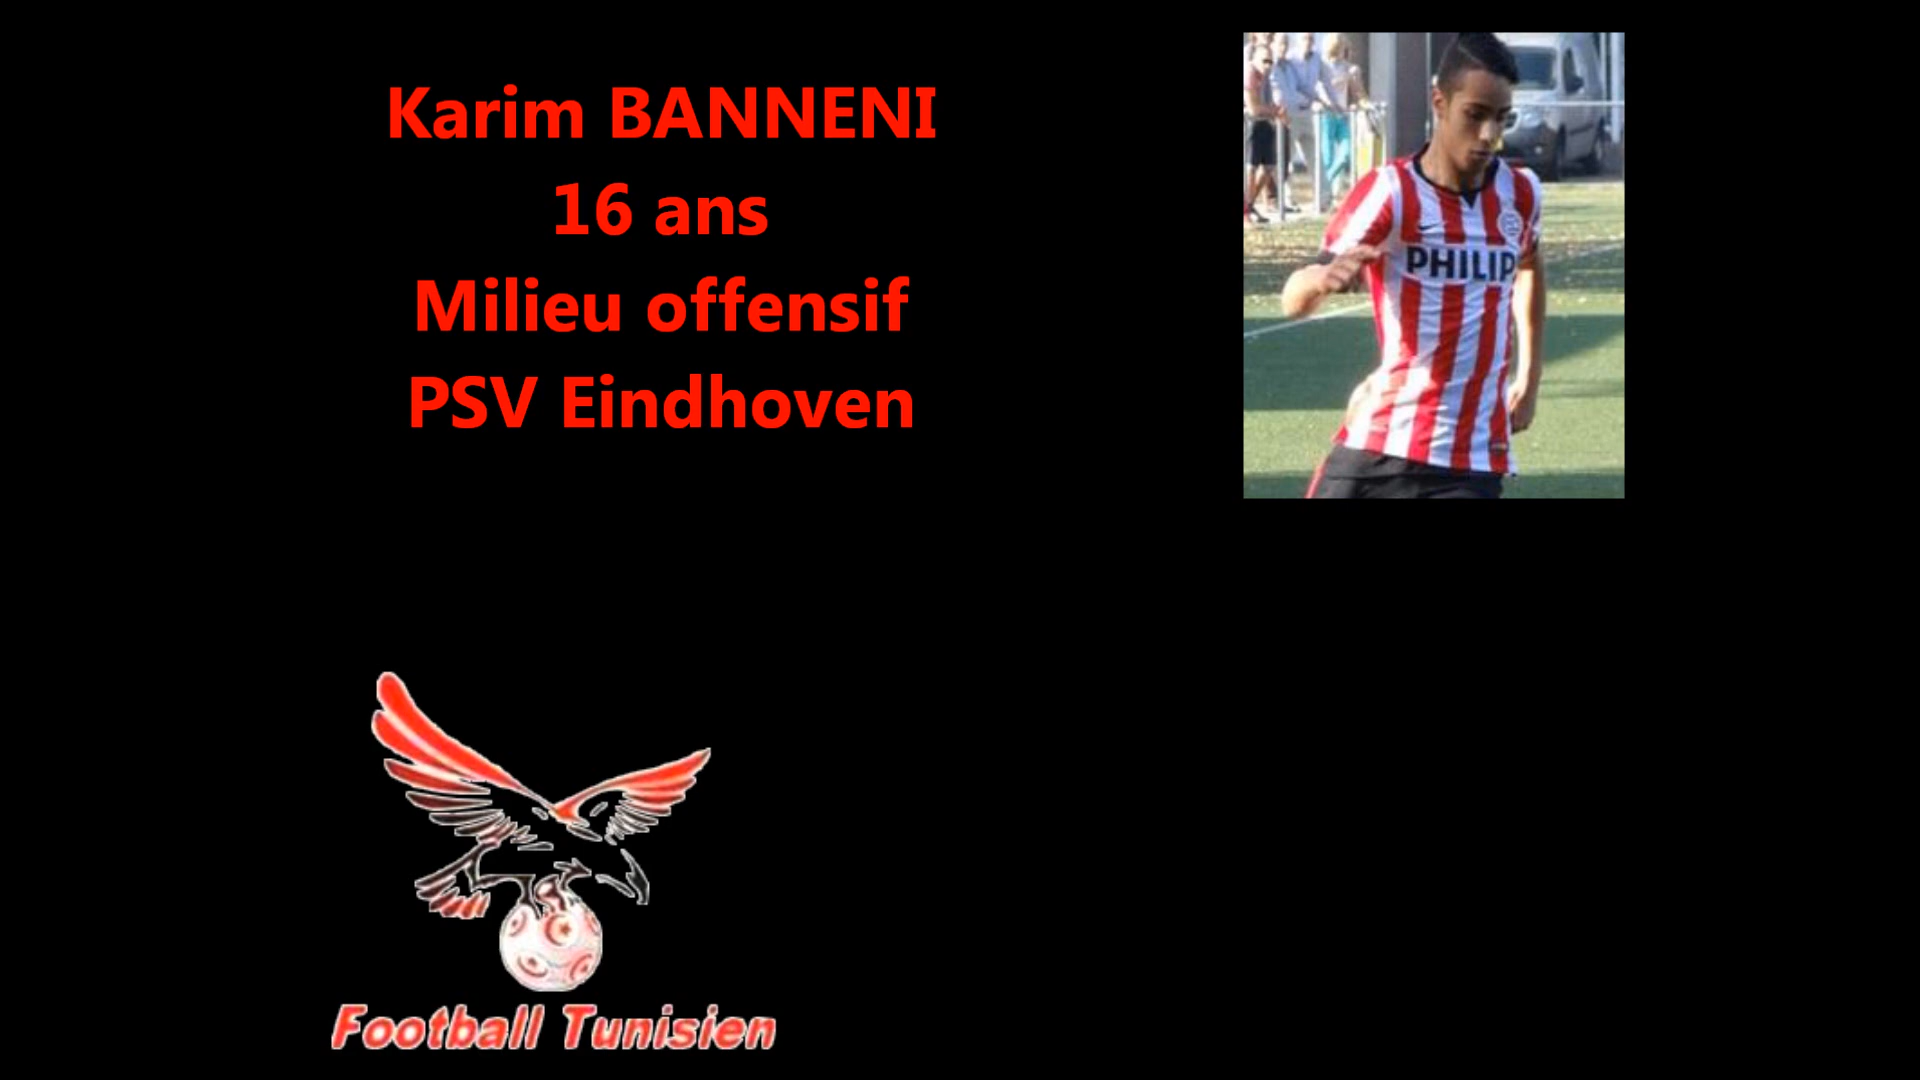 Karim BANNENI
16 ans
Milieu offensif
PSV Eindhoven
PHILIP
Football Tunisien